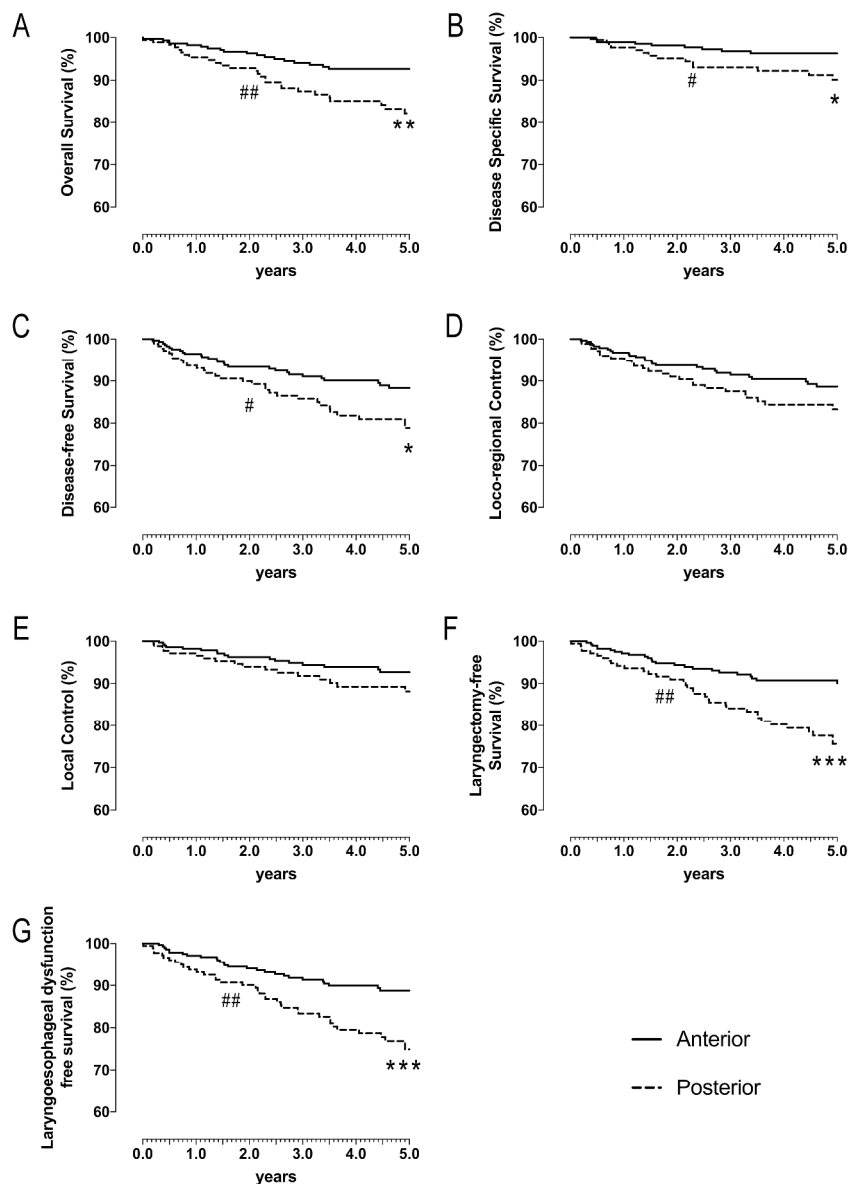 A
Overall Survival (%)
100
90
80
70
60
##
**
0.0 1.0 2.0 3.0 4.0 5.0
years
B
Disease Specific Survival (%)
100
90
80
70
60
#
*
0.0 1.0 2.0 3.0 4.0 5.0
years
C
Disease-free Survival (%)
100
90
80
70
60
#
*
0.0 1.0 2.0 3.0 4.0 5.0
years
D
Loco-regional Control (%)
100
90
80
70
60
0.0 1.0 2.0 3.0 4.0 5.0
years
E
Local Control (%)
100
90
80
70
60
0.0 1.0 2.0 3.0 4.0 5.0
years
F
Laryngectomy-free
Survival (%)
100
90
80
70
60
##
***
0.0 1.0 2.0 3.0 4.0 5.0
years
G
Laryngoesophageal dysfunction
free survival (%)
100
90
80
70
60
##
***
0.0 1.0 2.0 3.0 4.0 5.0
years
Anterior
Posterior